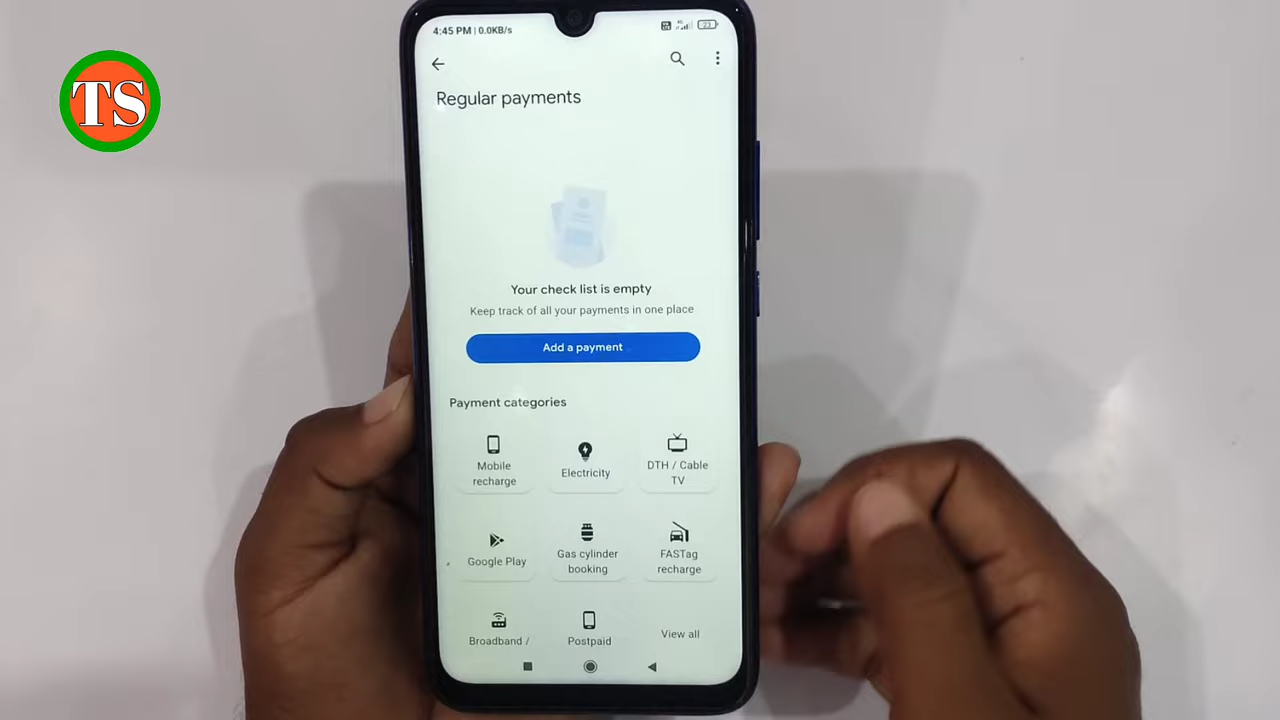 TS
4:45 PM | 0.0KB/s
23
Regular payments
Your check list is empty
Keep track of all your payments in one place
Add a payment
Payment categories
Mobile
recharge
Electricity
DTH / Cable
TV
Google Play
Gas cylinder
booking
FASTag
recharge
Broadband /
Postpaid
View all